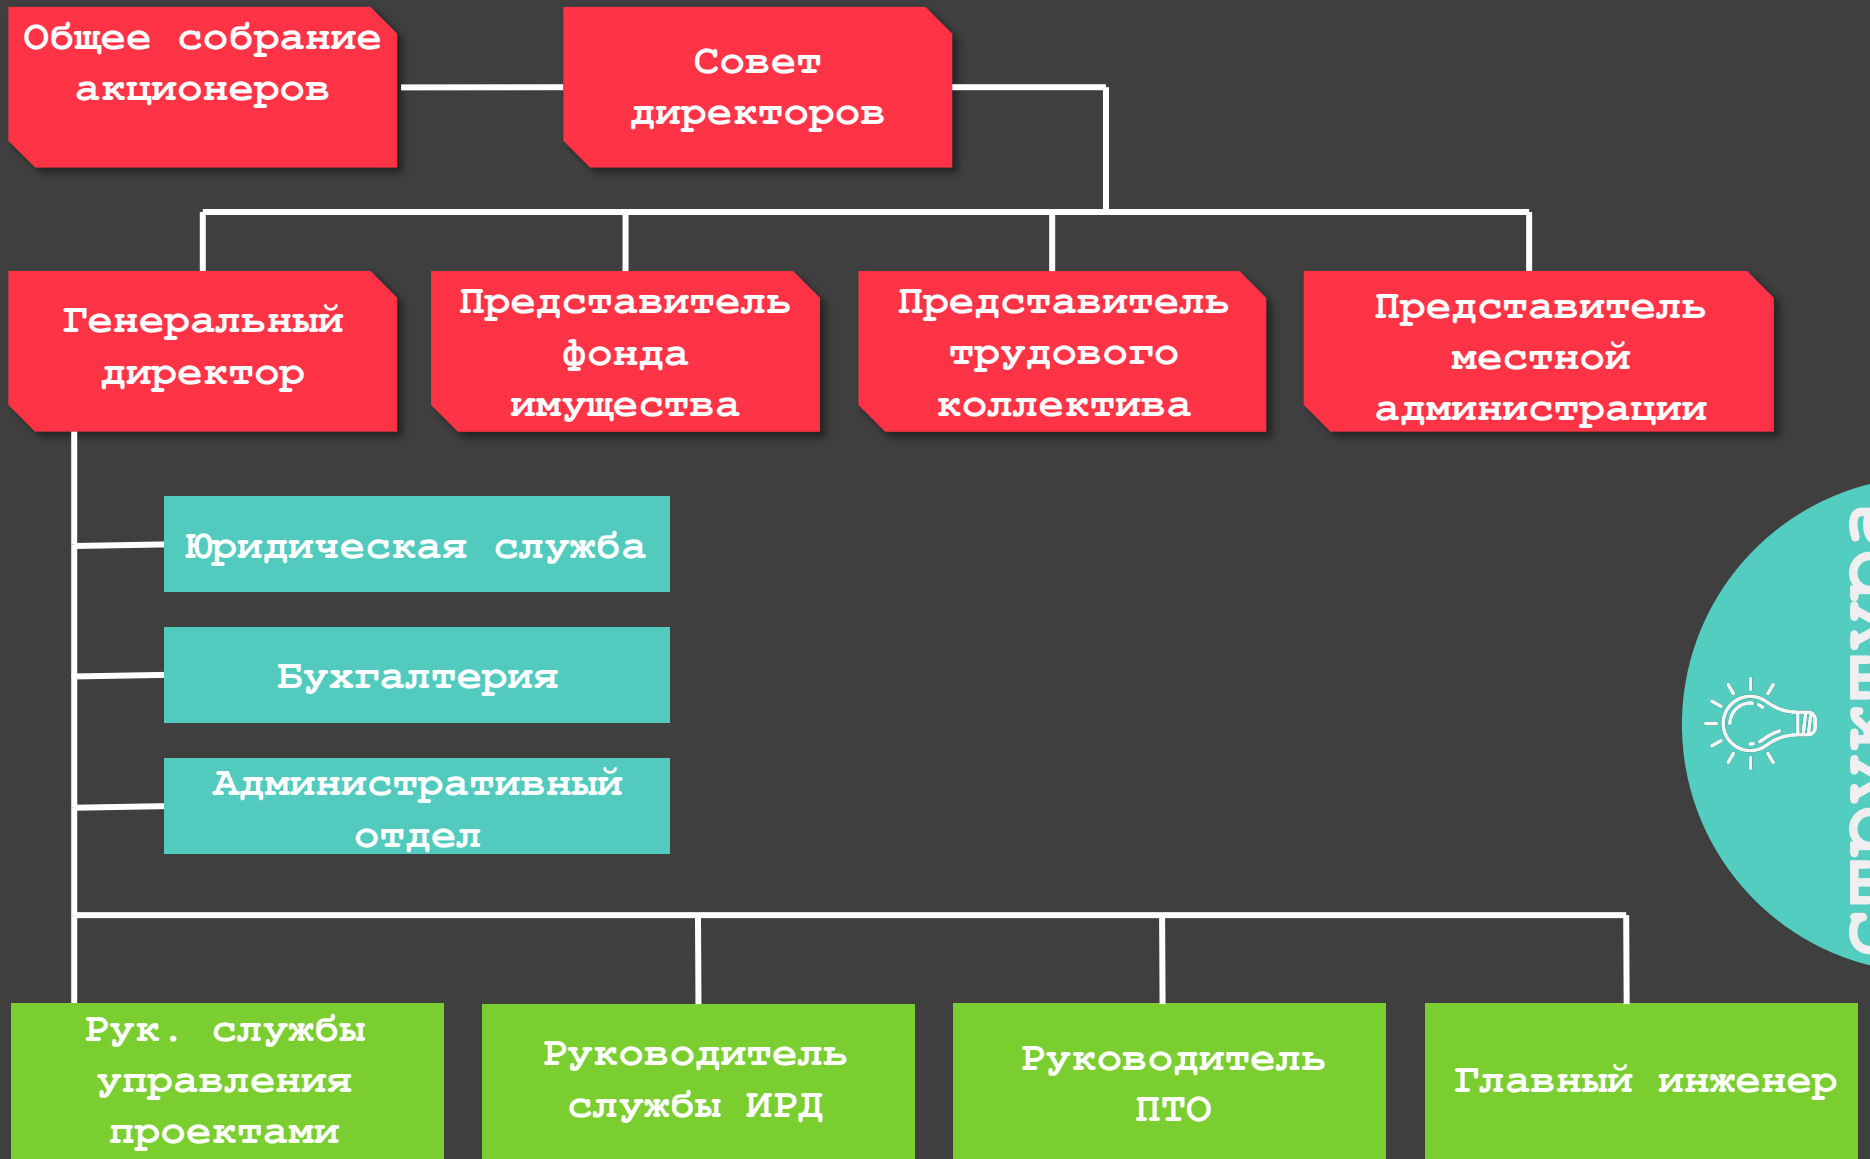 Общее собрание
акционеров
Совет
директоров
Генеральный
директор
Представитель
фонда
имущества
Представитель
трудового
коллектива
Представитель
местной
администрации
Юридическая служба
Бухгалтерия
Административный
отдел
структура
Рук. службы
управления
проектами
Руководитель
службы ИРД
Руководитель
ПТО
Главный инженер